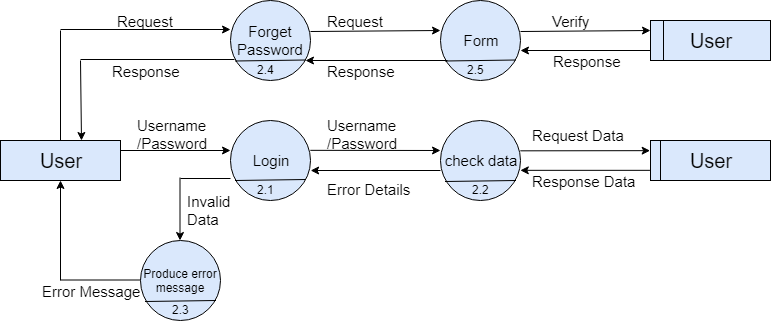 Request
Forget
Password
2.4
Request
Form
2.5
Verify
User
Response
Response
Response
User
Username
/Password
Login
2.1
Username
/Password
check data
2.2
Request Data
User
Error Details
Response Data
Invalid
Data
Produce error
message
2.3
Error Message